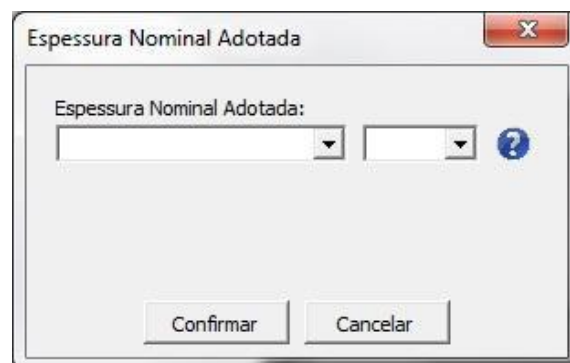 Espessura Nominal Adotada
Espessura Nominal Adotada:
Confirmar Cancelar